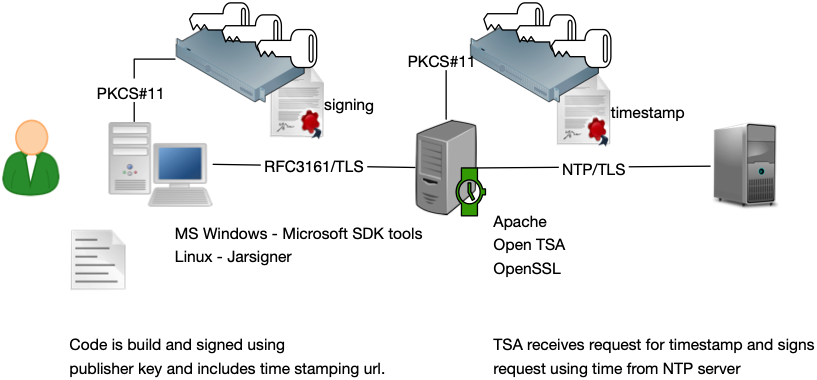 PKCS#11
signing
PKCS#11
timestamp
RFC3161/TLS
NTP/TLS
MS Windows - Microsoft SDK tools
Linux - Jarsigner
Apache
Open TSA
OpenSSL
Code is build and signed using
publisher key and includes time stamping url.
TSA receives request for timestamp and signs
request using time from NTP server